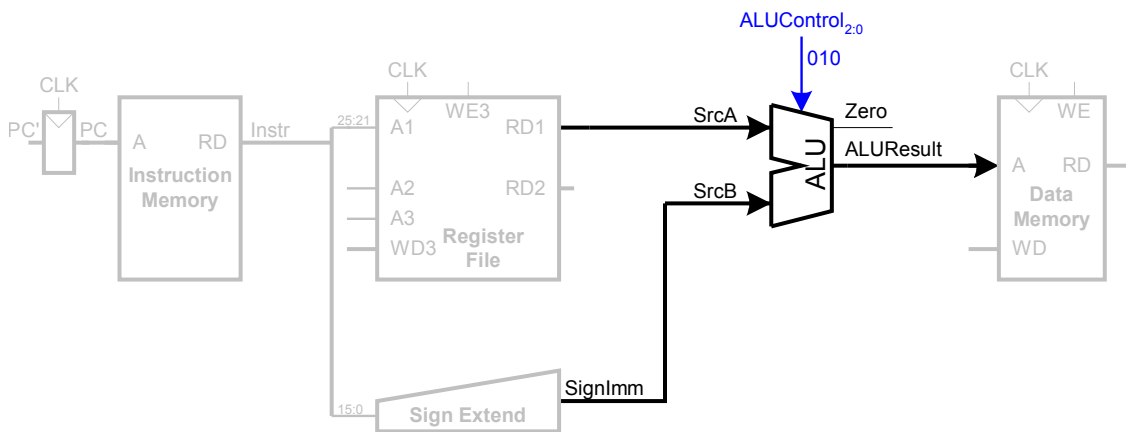 ALUControl2:0
010
CLK
CLK
CLK
PC'
PC
A
RD
Instr
Instruction
Memory
25:21
A1
WE3
RD1
A2
RD2
A3
WD3
Register
File
SrcA
SrcB
ALU
Zero
ALUResult
WE
A
RD
Data
Memory
WD
15:0
Sign Extend
SignImm